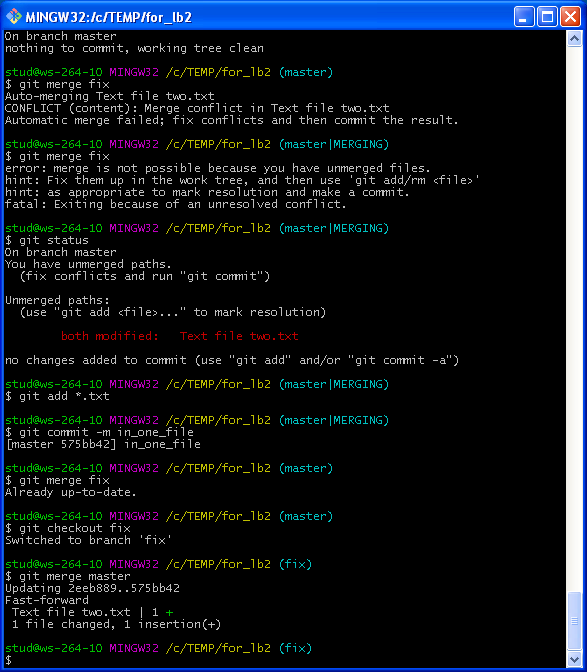 MINGW32:/c/TEMP/for_lb2
On branch master
nothing to commit, working tree clean
stud@ws-264-10 MINGW32 /c/TEMP/for_lb2 (master)
$ git merge fix
Auto-merging Text file two.txt
CONFLICT (content): Merge conflict in Text file two.txt
Automatic merge failed; fix conflicts and then commit the result.
stud@ws-264-10 MINGW32 /c/TEMP/for_lb2 (master|MERGING)
$ git merge fix
error: merge is not possible because you have unmerged files.
hint: Fix them up in the work tree, and then use 'git add/rm <file>'
hint: as appropriate to mark resolution and make a commit.
fatal: Exiting because of an unresolved conflict.
stud@ws-264-10 MINGW32 /c/TEMP/for_lb2 (master|MERGING)
$ git status
On branch master
You have unmerged paths.
  (fix conflicts and run "git commit")
Unmerged paths:
  (use "git add <file>..." to mark resolution)
        both modified:   Text file two.txt
no changes added to commit (use "git add" and/or "git commit -a")
stud@ws-264-10 MINGW32 /c/TEMP/for_lb2 (master|MERGING)
$ git add *.txt
stud@ws-264-10 MINGW32 /c/TEMP/for_lb2 (master|MERGING)
$ git commit -m in_one_file
[master 575bb42] in_one_file
stud@ws-264-10 MINGW32 /c/TEMP/for_lb2 (master)
$ git merge fix
Already up-to-date.
stud@ws-264-10 MINGW32 /c/TEMP/for_lb2 (master)
$ git checkout fix
Switched to branch 'fix'
stud@ws-264-10 MINGW32 /c/TEMP/for_lb2 (fix)
$ git merge master
Updating 2eeb889..575bb42
Fast-forward
 Text file two.txt | 1 +
 1 file changed, 1 insertion(+)
stud@ws-264-10 MINGW32 /c/TEMP/for_lb2 (fix)
$